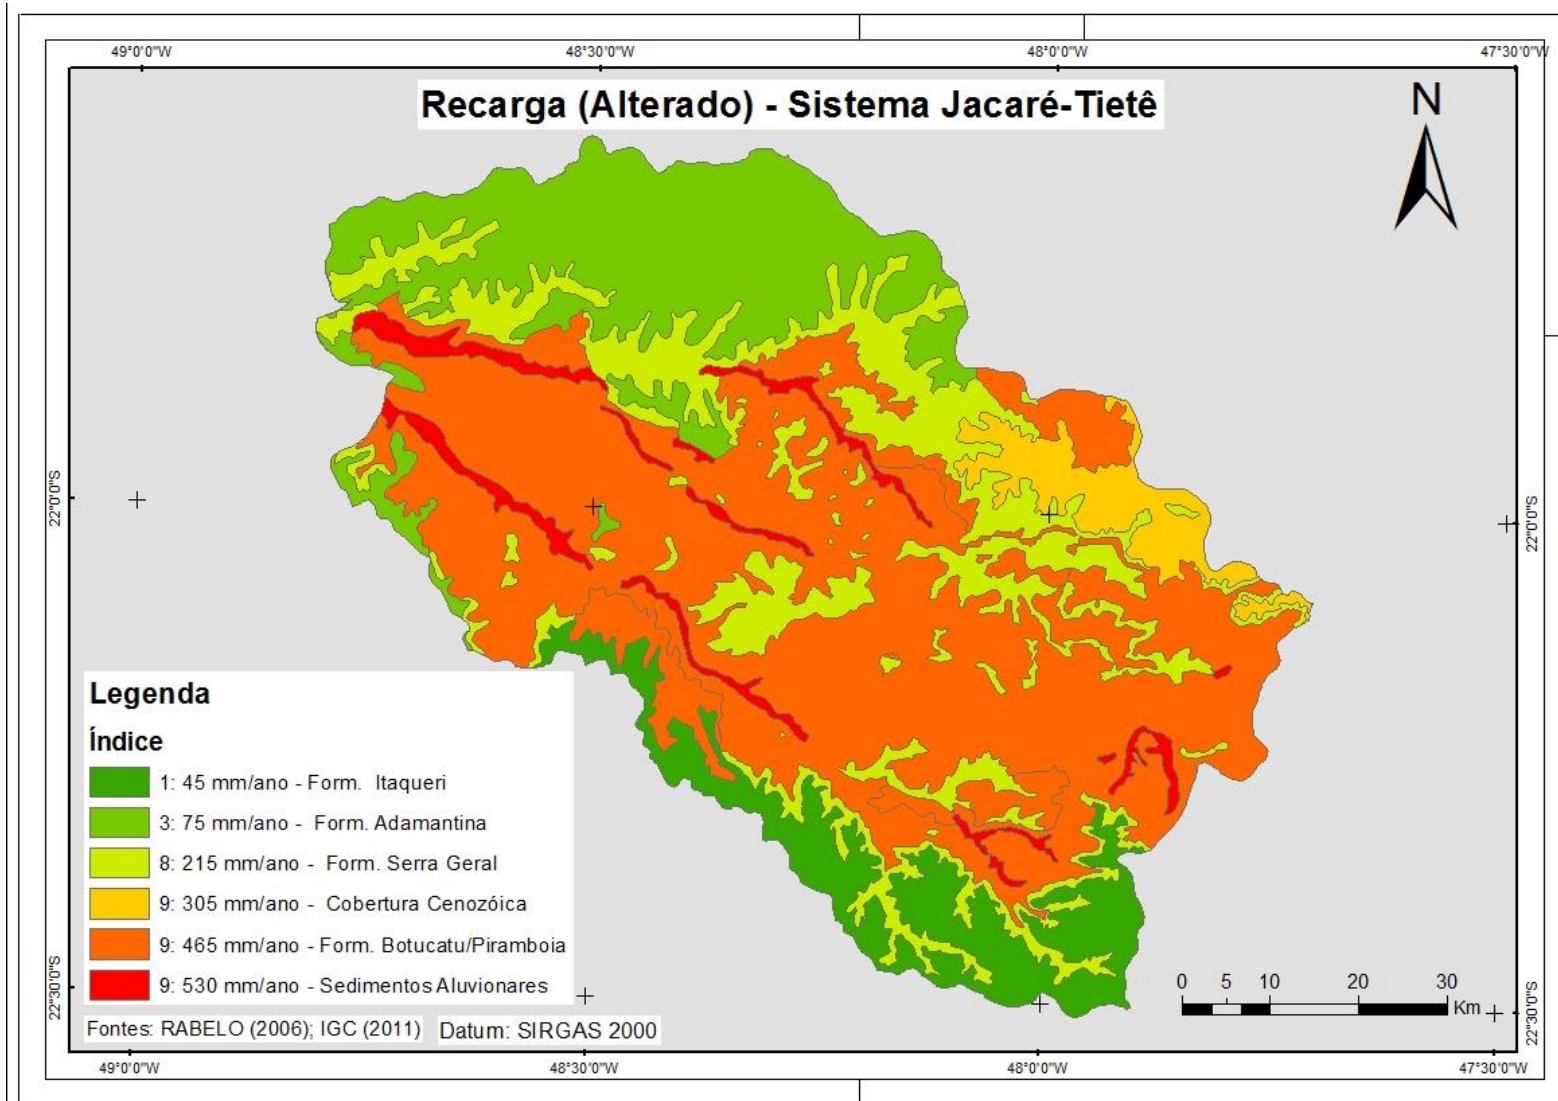 49°0'0"W 48°30'0"W 48°0'0"W 47°30'0"W
Recarga (Alterado) - Sistema Jacaré-Tietê
N
22°0'0"S
22°0'0"S
Legenda
Índice
1: 45 mm/ano - Form. Itaqueri
3: 75 mm/ano - Form. Adamantina
8: 215 mm/ano - Form. Serra Geral
9: 305 mm/ano - Cobertura Cenozóica
9: 465 mm/ano - Form. Botucatu/Piramboia
9: 530 mm/ano - Sedimentos Aluvionares
0 5 10 20 30
Km
22°30'0"S
22°30'0"S
Fontes: RABELO (2006); IGC (2011) Datum: SIRGAS 2000
49°0'0"W 48°30'0"W 48°0'0"W 47°30'0"W